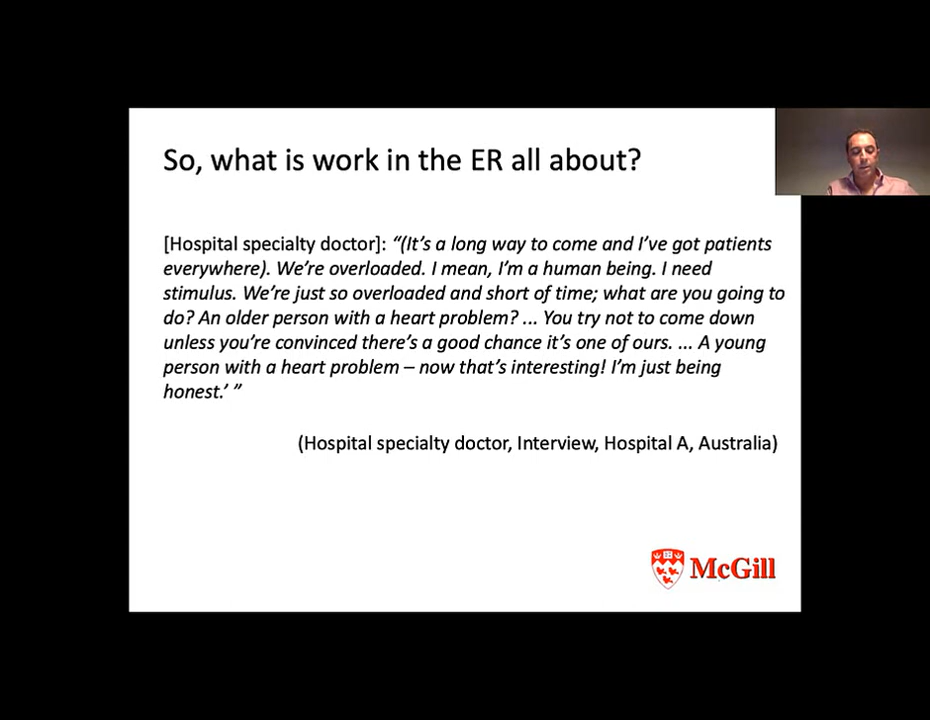 So, what is work in the ER all about?
[Hospital specialty doctor]: “(It’s a long way to come and I’ve got patients
everywhere). We’re overloaded. I mean, I’m a human being. I need
stimulus. We’re just so overloaded and short of time; what are you going to
do? An older person with a heart problem? ... You try not to come down
unless you’re convinced there’s a good chance it’s one of ours. ... A young
person with a heart problem – now that’s interesting! I’m just being
honest.’ ”
(Hospital specialty doctor, Interview, Hospital A, Australia)
McGill